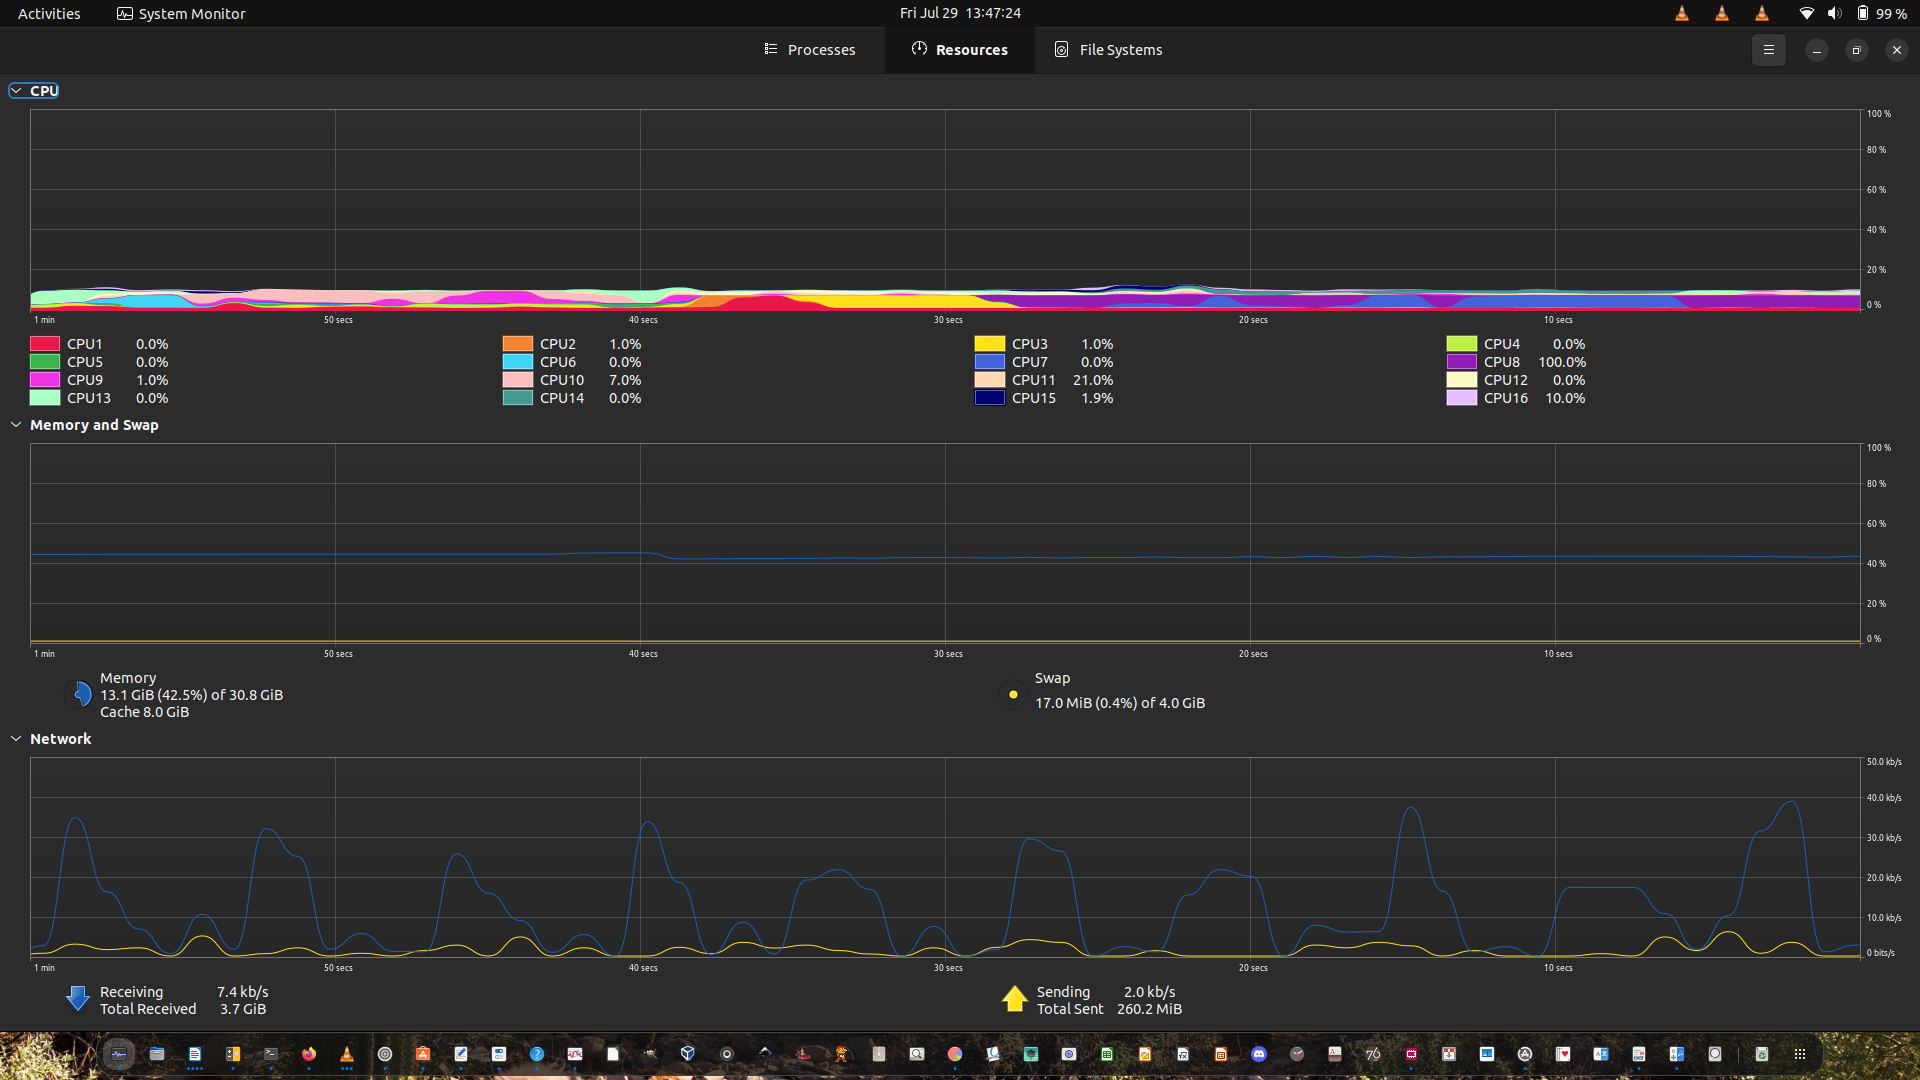 Activities System Monitor Fri Jul 29 13:47:24 99 %
Processes Resources File Systems
CPU
100 %
80 %
60 %
40 %
20 %
0 %
1 min 50 secs 40 secs 30 secs 20 secs 10 secs
CPU1 0.0% CPU2 1.0% CPU3 1.0% CPU4 0.0%
CPU5 0.0% CPU6 0.0% CPU7 0.0% CPU8 100.0%
CPU9 1.0% CPU10 7.0% CPU11 21.0% CPU12 0.0%
CPU13 0.0% CPU14 0.0% CPU15 1.9% CPU16 10.0%
Memory and Swap
100 %
80 %
60 %
40 %
20 %
0 %
1 min 50 secs 40 secs 30 secs 20 secs 10 secs
Memory
13.1 GiB (42.5%) of 30.8 GiB
Cache 8.0 GiB
Swap
17.0 MiB (0.4%) of 4.0 GiB
Network
50.0 kb/s
40.0 kb/s
30.0 kb/s
20.0 kb/s
10.0 kb/s
0 bits/s
1 min 50 secs 40 secs 30 secs 20 secs 10 secs
Receiving 7.4 kb/s
Total Received 3.7 GiB
Sending 2.0 kb/s
Total Sent 260.2 MiB
76